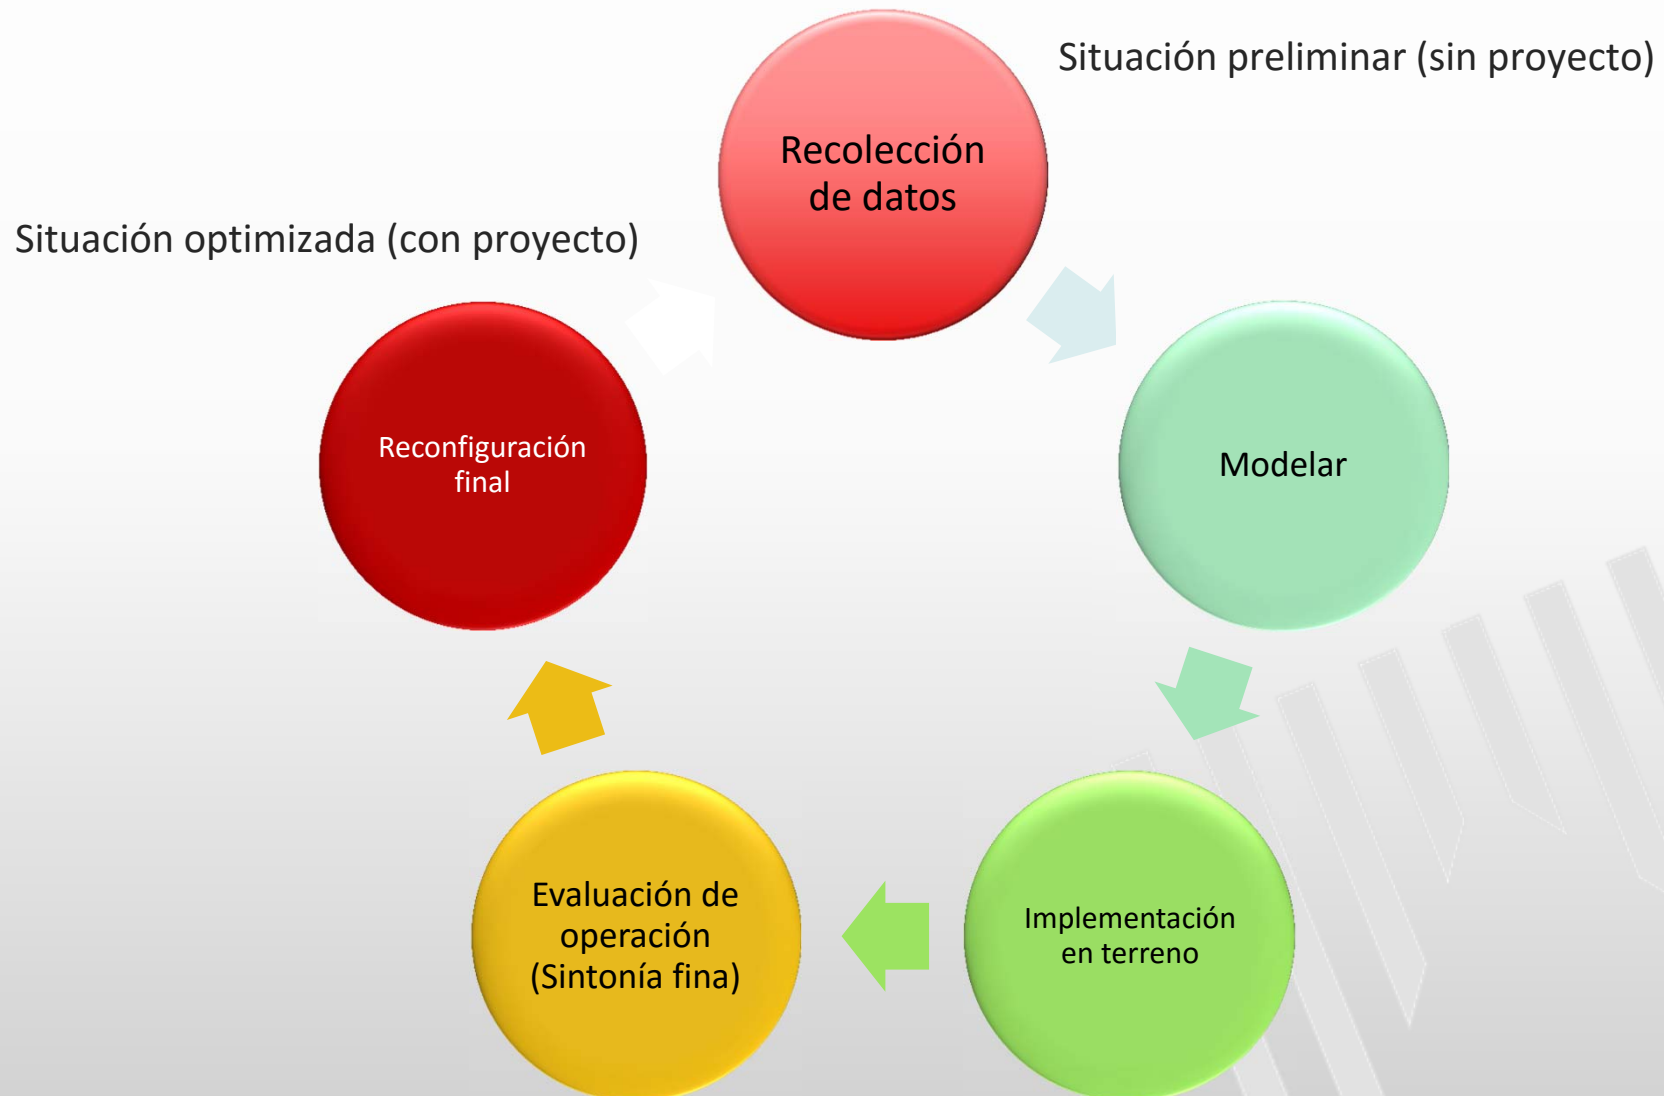 Situación preliminar (sin proyecto)
Recolección
de datos
Situación optimizada (con proyecto)
Reconfiguración
final
Modelar
Evaluación de
operación
(Sintonía fina)
Implementación
en terreno